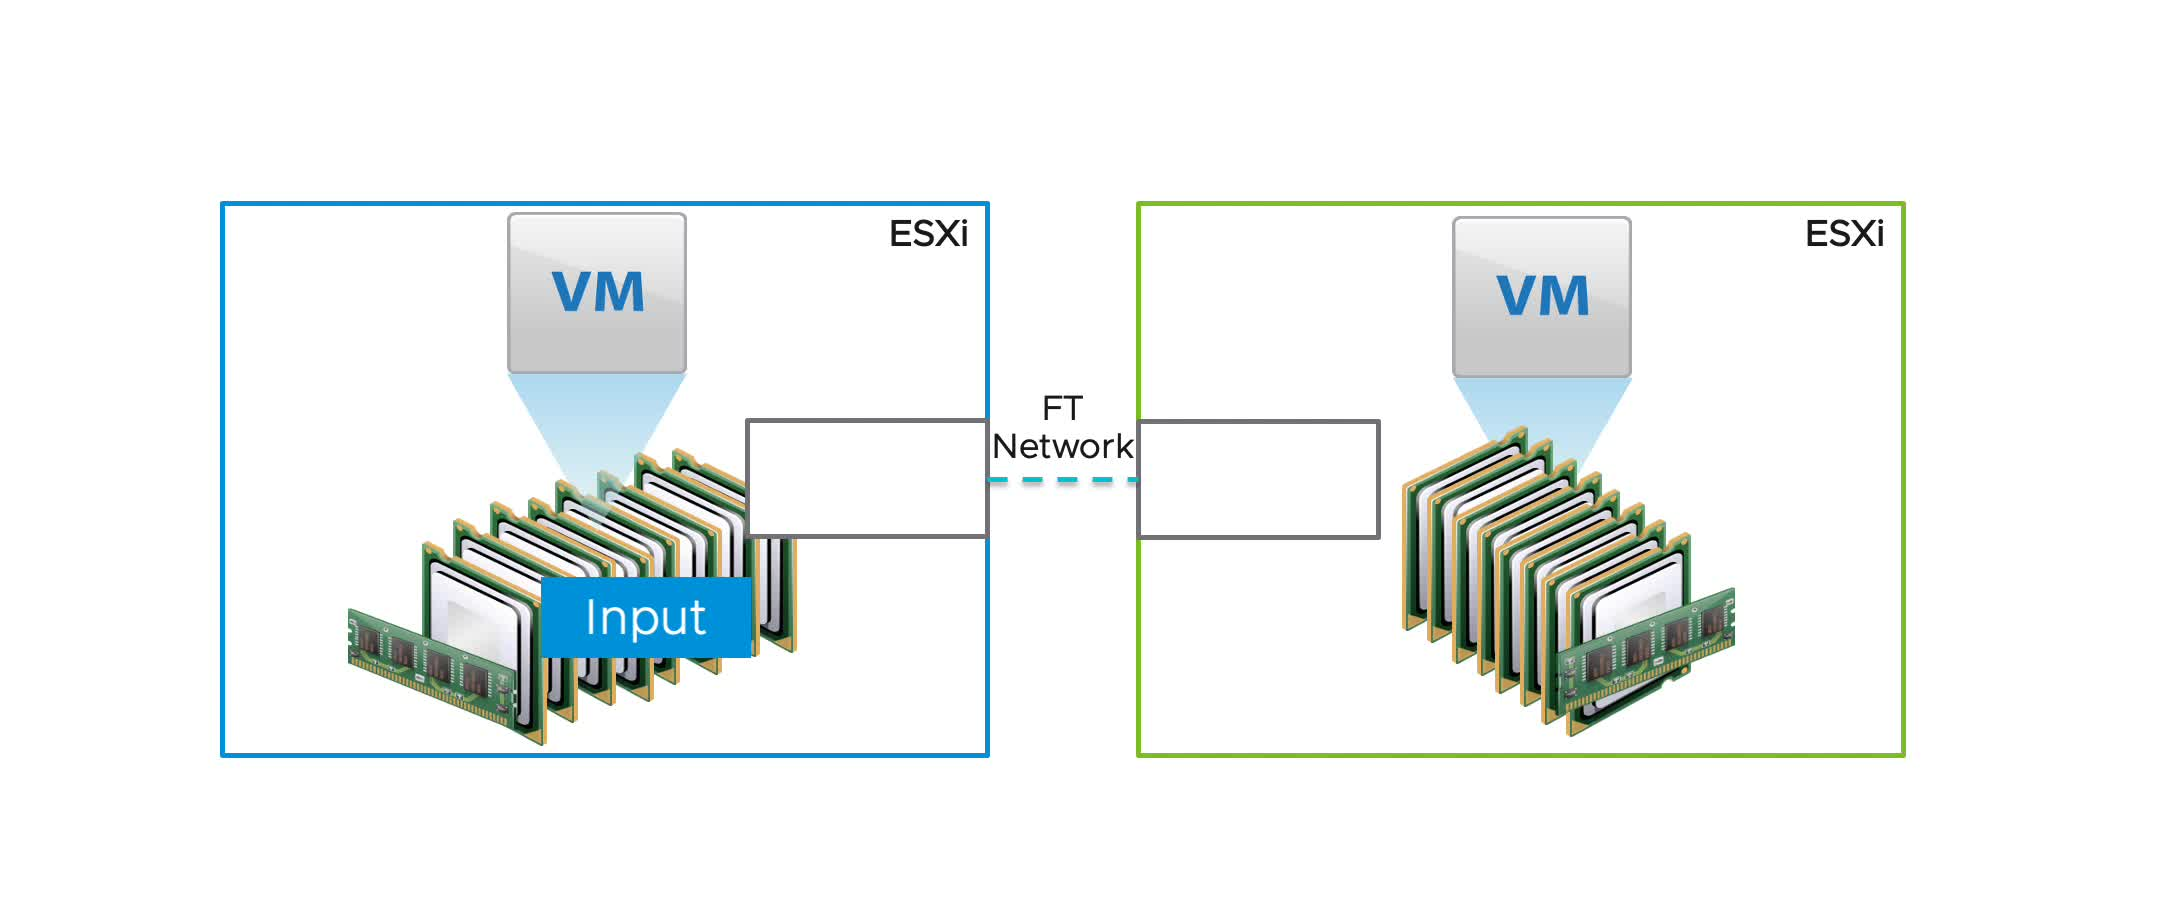 ESXi
VM
FT
Network
Input
ESXi
VM